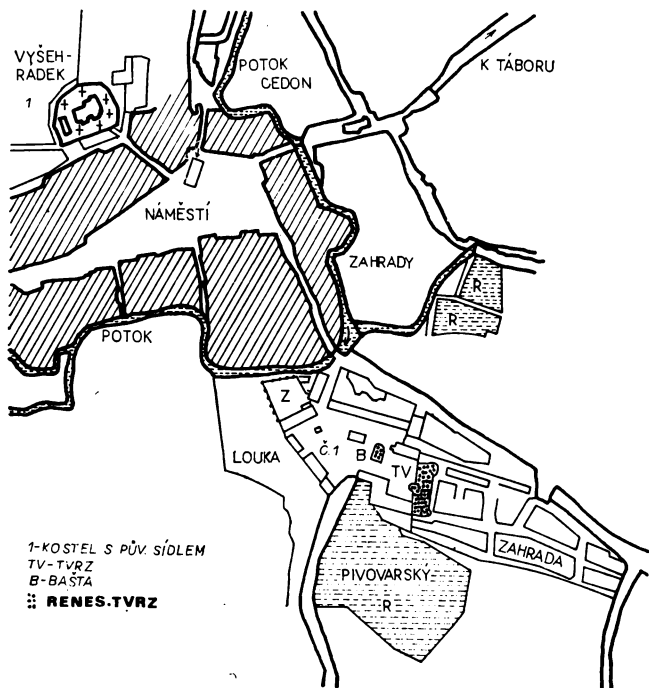 VYŠEH-
RADEK
1
POTOK
CEDON
K TÁBORU
NÁMĚSTÍ
ZAHRADY
R
R
POTOK
Z
LOUKA
Č.1
B
TV
ZAHRADA
PIVOVARSKÝ
R
1-KOSTEL S PŮV. SÍDLEM
TV-TVRZ
B-BAŠTA
RENES.TVRZ